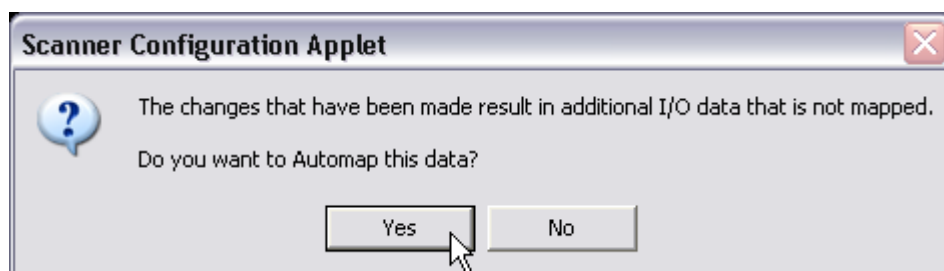 Scanner Configuration Applet
The changes that have been made result in additional I/O data that is not mapped.
Do you want to Automap this data?
Yes No